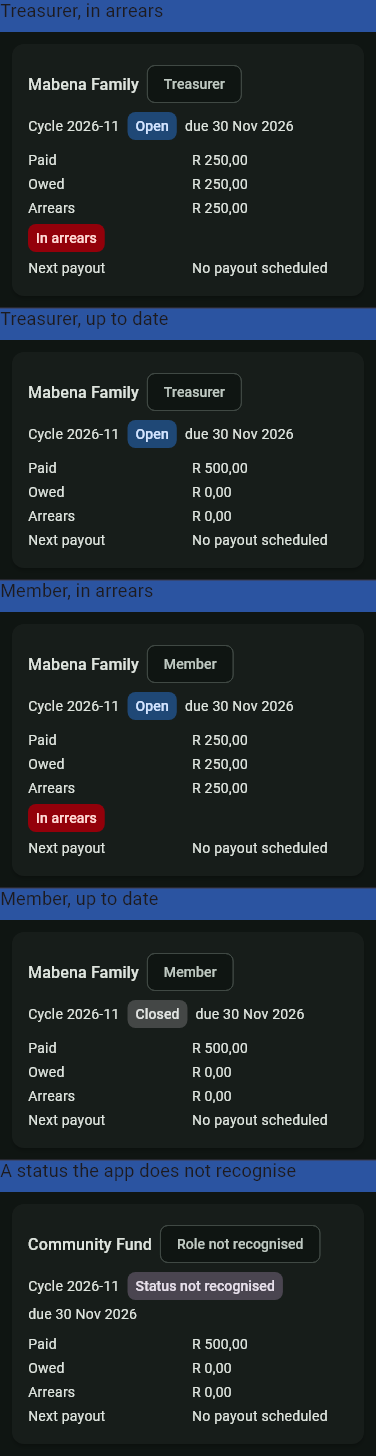 Treasurer, in arrears
Mabena Family Treasurer
Cycle 2026-11 Open due 30 Nov 2026
Paid R 250,00
Owed R 250,00
Arrears R 250,00
In arrears
Next payout No payout scheduled
Treasurer, up to date
Mabena Family Treasurer
Cycle 2026-11 Open due 30 Nov 2026
Paid R 500,00
Owed R 0,00
Arrears R 0,00
Next payout No payout scheduled
Member, in arrears
Mabena Family Member
Cycle 2026-11 Open due 30 Nov 2026
Paid R 250,00
Owed R 250,00
Arrears R 250,00
In arrears
Next payout No payout scheduled
Member, up to date
Mabena Family Member
Cycle 2026-11 Closed due 30 Nov 2026
Paid R 500,00
Owed R 0,00
Arrears R 0,00
Next payout No payout scheduled
A status the app does not recognise
Community Fund Role not recognised
Cycle 2026-11 Status not recognised
due 30 Nov 2026
Paid R 500,00
Owed R 0,00
Arrears R 0,00
Next payout No payout scheduled